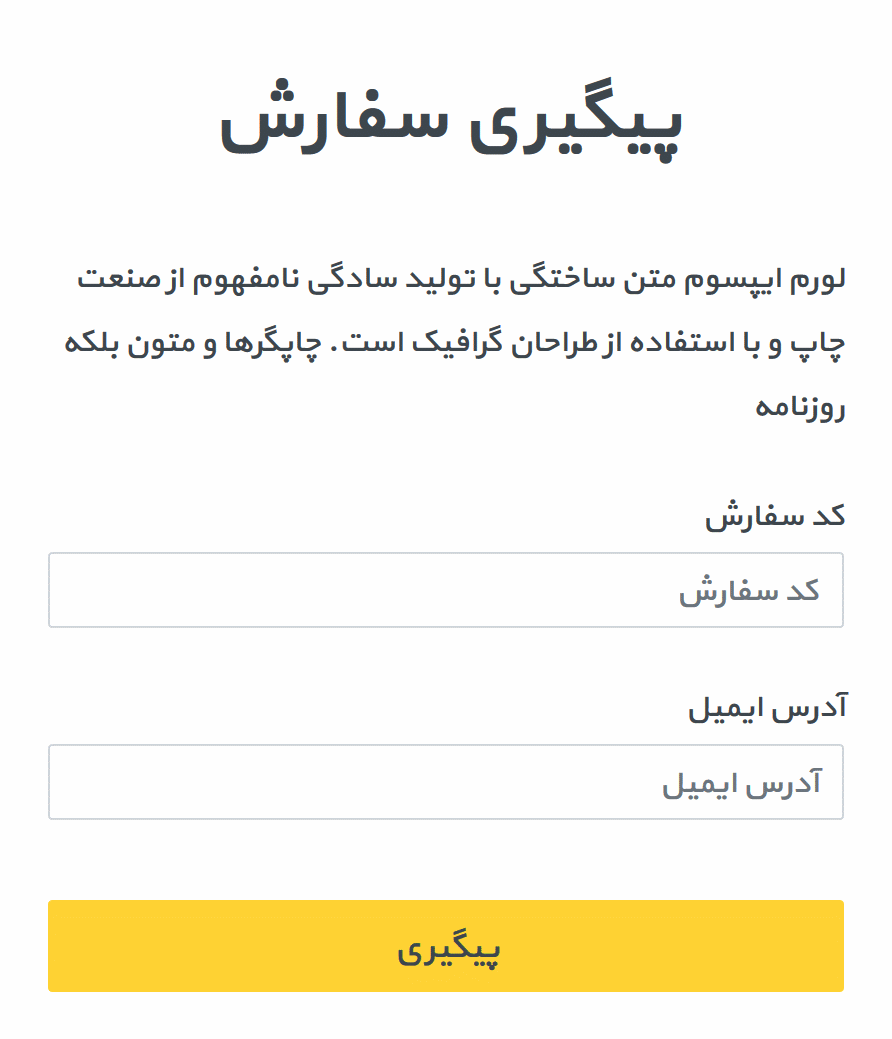 پیگیری سفارش
لورم ایپسوم متن ساختگی با تولید سادگی نامفهوم از صنعت
چاپ و با استفاده از طراحان گرافیک است. چاپگرها و متون بلکه
روزنامه
کد سفارش
کد سفارش
آدرس ایمیل
آدرس ایمیل
پیگیری